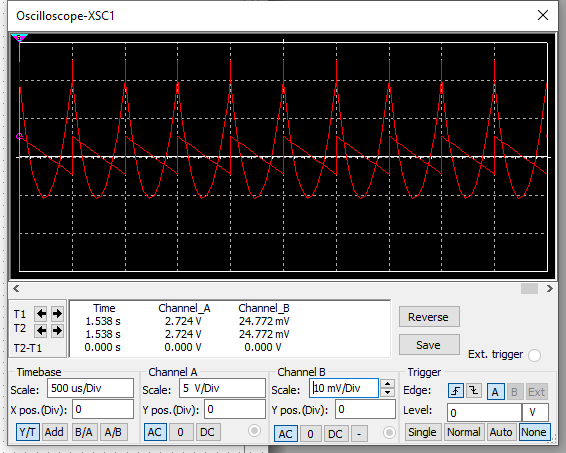 Oscilloscope-XSC1
T1
T2
T2-T1
Time Channel_A Channel_B
1.538 s 2.724 V 24.772 mV
1.538 s 2.724 V 24.772 mV
0.000 s 0.000 V 0.000 V
Reverse
Save
Ext. trigger
Timebase
Scale: 500 us/Div
X pos.(Div): 0
Y/T Add B/A A/B
Channel A
Scale: 5 V/Div
Y pos.(Div): 0
AC 0 DC
Channel B
Scale: 10 mV/Div
Y pos.(Div): 0
AC 0 DC -
Trigger
Edge: A B Ext
Level: 0 V
Single Normal Auto None